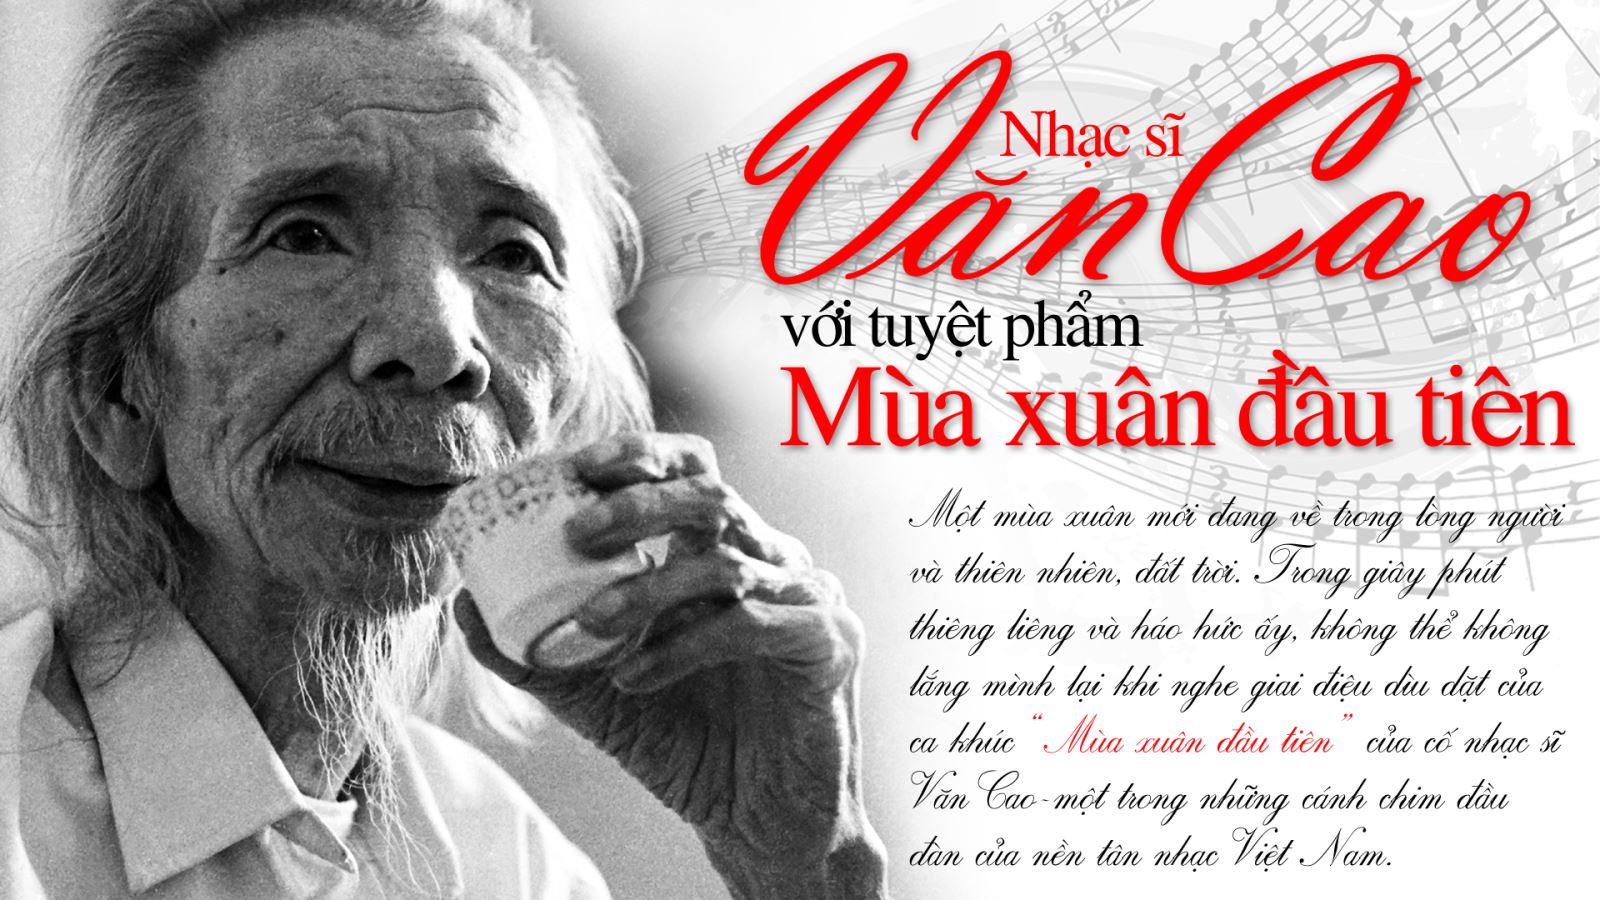 Nhạc sĩ
Văn Cao
với tuyệt phẩm
Mùa xuân đầu tiên
Một mùa xuân mới đang về trong lòng người
và thiên nhiên, đất trời. Trong giây phút
thiêng liêng và háo hức ấy, không thể không
lắng mình lại khi nghe giai điệu dìu dặt của
ca khúc “Mùa xuân đầu tiên” của cố nhạc sĩ
Văn Cao-một trong những cánh chim đầu
đàn của nền tân nhạc Việt Nam.